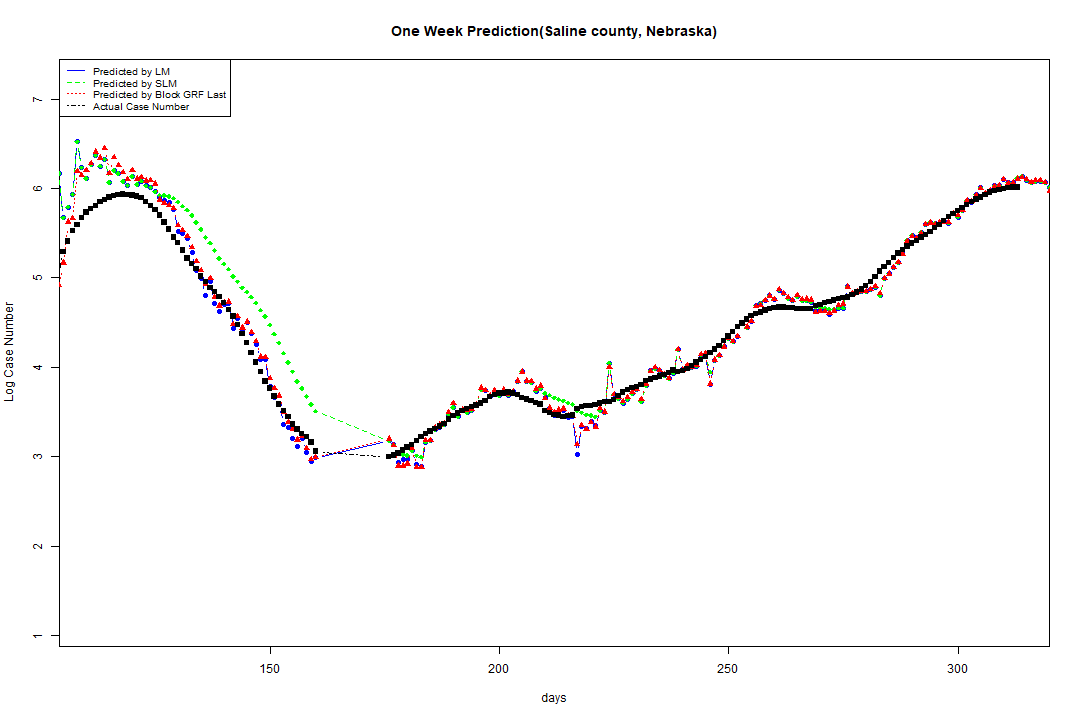 One Week Prediction(Saline county, Nebraska)
Predicted by LM
Predicted by SLM
Predicted by Block GRF Last
Actual Case Number
7
6
5
4
3
2
1
Log Case Number
150
200
250
300
days